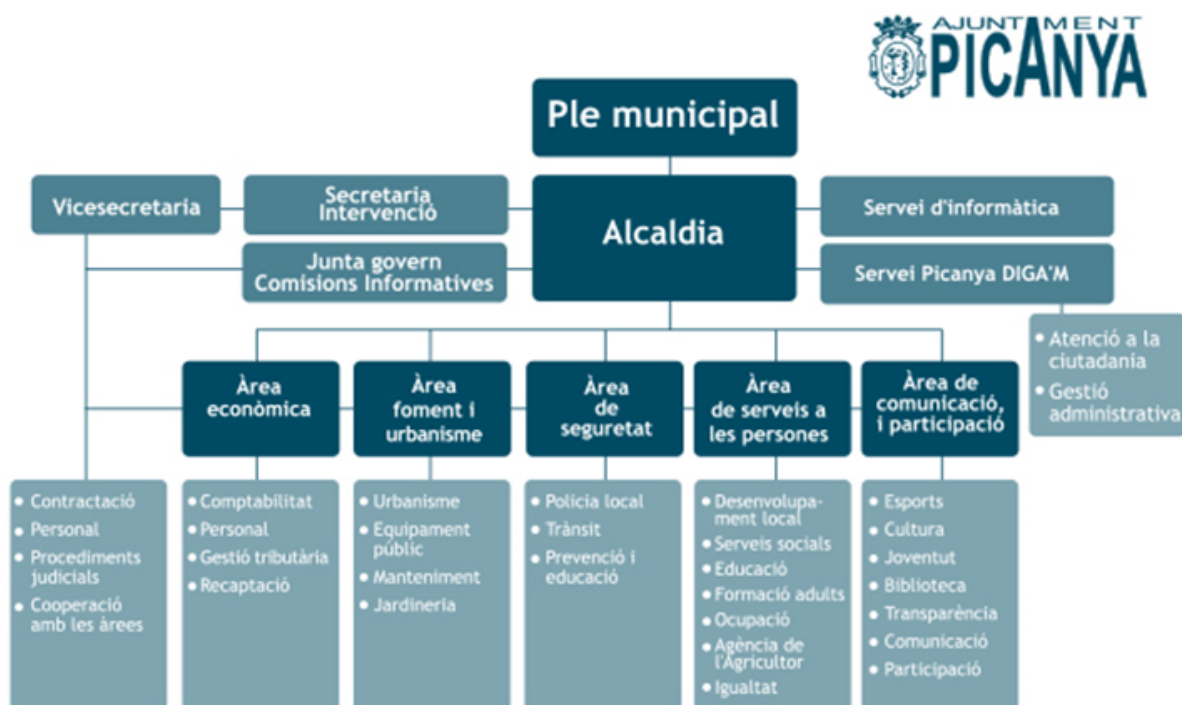 AJUNTAMENT
PICANYA
Ple municipal
Vicesecretaria
Secretaria
Intervenció
Alcaldia
Servei d'informàtica
Junta govern
Comisions Informatives
Servei Picanya DIGA'M
• Atenció a la
ciutadania
• Gestió
administrativa
Àrea
econòmica
Àrea
foment i
urbanisme
Àrea
de
seguretat
Àrea
de serveis a
les persones
Àrea de
comunicació,
i participació
• Contractació
• Personal
• Procediments
judicials
• Cooperació
amb les àrees
• Comptabilitat
• Personal
• Gestió tributària
• Recaptació
• Urbanisme
• Equipament
públic
• Manteniment
• Jardineria
• Policia local
• Trànsit
• Prevenció i
educació
• Desenvolupa-
ment local
• Serveis socials
• Educació
• Formació adults
• Ocupació
• Agència de
l'Agricultor
• Igualtat
• Esports
• Cultura
• Joventut
• Biblioteca
• Transparència
• Comunicació
• Participació